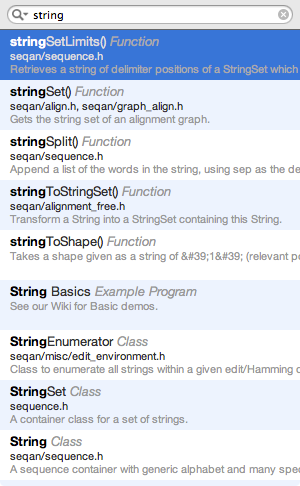 string
stringSetLimits() Function
seqan/sequence.h
Retrieves a string of delimiter positions of a StringSet which
stringSet() Function
seqan/align.h, seqan/graph_align.h
Gets the string set of an alignment graph.
stringSplit() Function
seqan/sequence.h
Append a list of the words in the string, using sep as the de
stringToStringSet() Function
seqan/alignment_free.h
Transform a String into a StringSet containing this String.
stringToShape() Function
Takes a shape given as a string of &#39;1&#39; (relevant po
String Basics Example Program
See our Wiki for Basic demos.
StringEnumerator Class
seqan/misc/edit_environment.h
Class to enumerate all strings within a given edit/Hamming d
StringSet Class
sequence.h
A container class for a set of strings.
String Class
seqan/sequence.h
A sequence container with generic alphabet and many spec